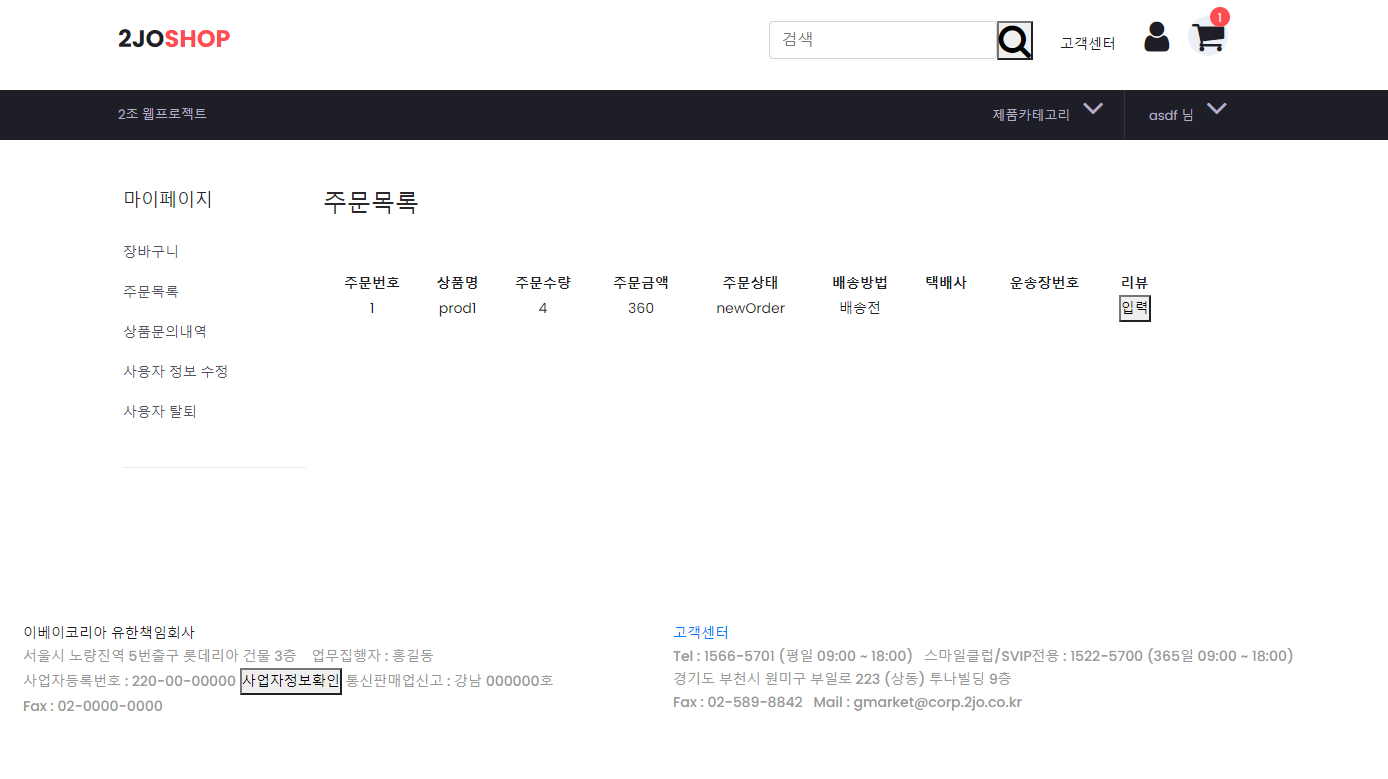 2JOSHOP
검색
고객센터
1
2조 웹프로젝트
제품카테고리
asdf 님
마이페이지
장바구니
주문목록
상품문의내역
사용자 정보 수정
사용자 탈퇴
주문목록
주문번호 상품명 주문수량 주문금액 주문상태 배송방법 택배사 운송장번호 리뷰
1 prod1 4 360 newOrder 배송전 입력
이베이코리아 유한책임회사
서울시 노량진역 5번출구 롯데리아 건물 3층 업무집행자 : 홍길동
사업자등록번호 : 220-00-00000 사업자정보확인 통신판매업신고 : 강남 000000호
Fax : 02-0000-0000
고객센터
Tel : 1566-5701 (평일 09:00 ~ 18:00) 스마일클럽/SVIP전용 : 1522-5700 (365일 09:00 ~ 18:00)
경기도 부천시 원미구 부일로 223 (상동) 투나빌딩 9층
Fax : 02-589-8842 Mail : gmarket@corp.2jo.co.kr